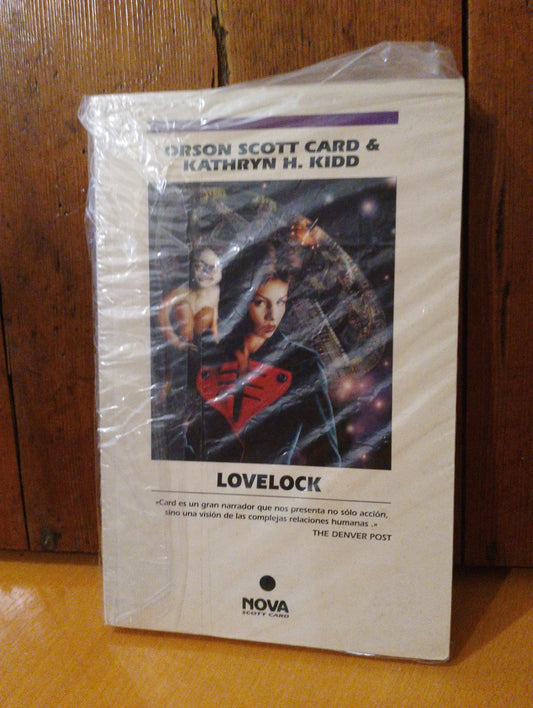 ORSON SCOTT CARD &
KATHRYN H. KIDD
LOVELOCK
«Card es un gran narrador que nos presenta no sólo acción,
sino una visión de las complejas relaciones humanas .»
THE DENVER POST
NOVA
SCOTT CARD